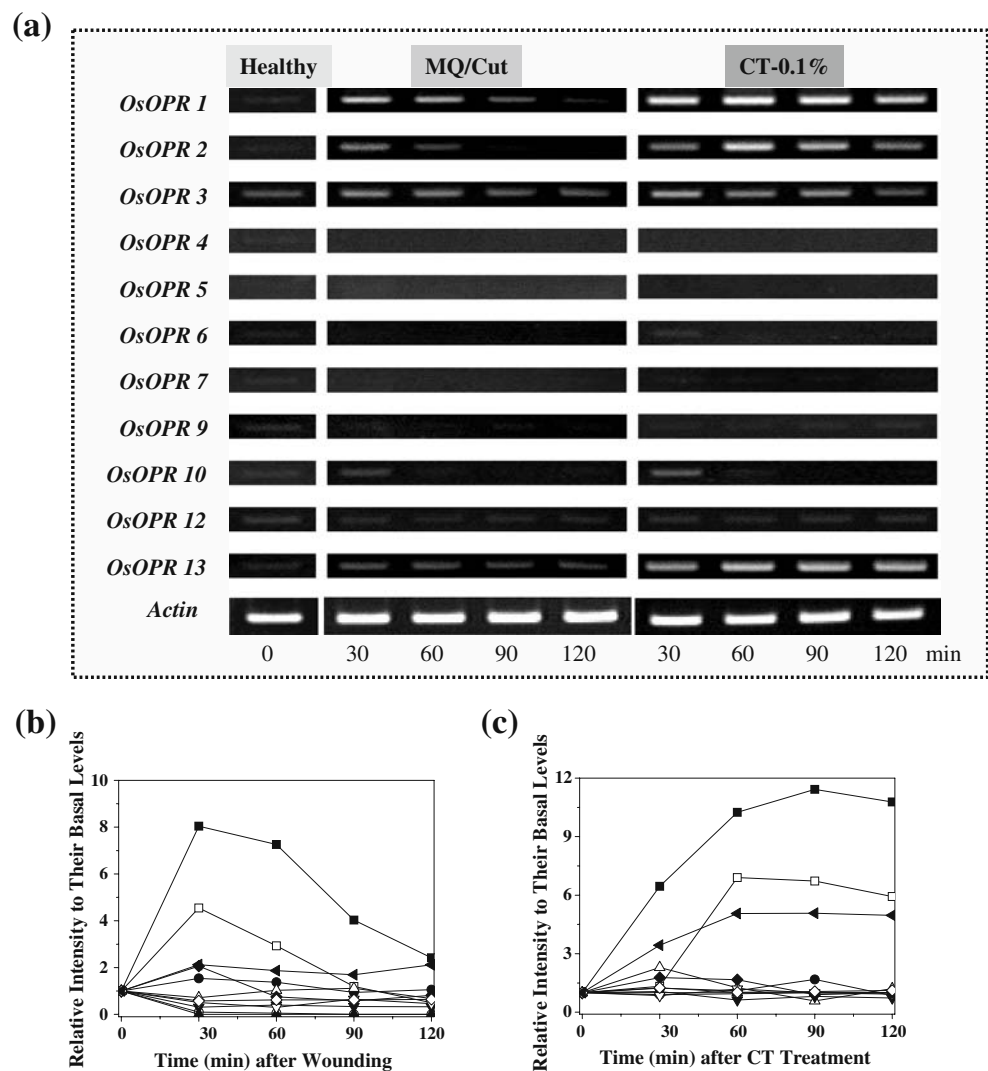 (a)
Healthy MQ/Cut CT-0.1%
OsOPR 1
OsOPR 2
OsOPR 3
OsOPR 4
OsOPR 5
OsOPR 6
OsOPR 7
OsOPR 9
OsOPR 10
OsOPR 12
OsOPR 13
Actin
0 30 60 90 120 30 60 90 120 min
(b)
Relative Intensity to Their Basal Levels
10
8
6
4
2
0
0 30 60 90 120
Time (min) after Wounding
(c)
Relative Intensity to Their Basal Levels
12
9
6
3
0
0 30 60 90 120
Time (min) after CT Treatment